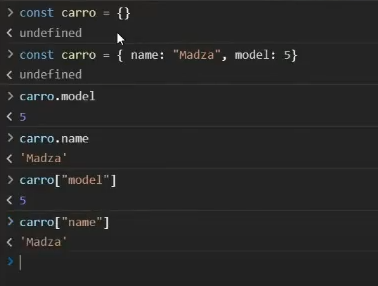 > const carro = {}
< undefined
> const carro = { name: "Madza", model: 5}
< undefined
> carro.model
< 5
> carro.name
< 'Madza'
> carro["model"]
< 5
> carro["name"]
< 'Madza'
>